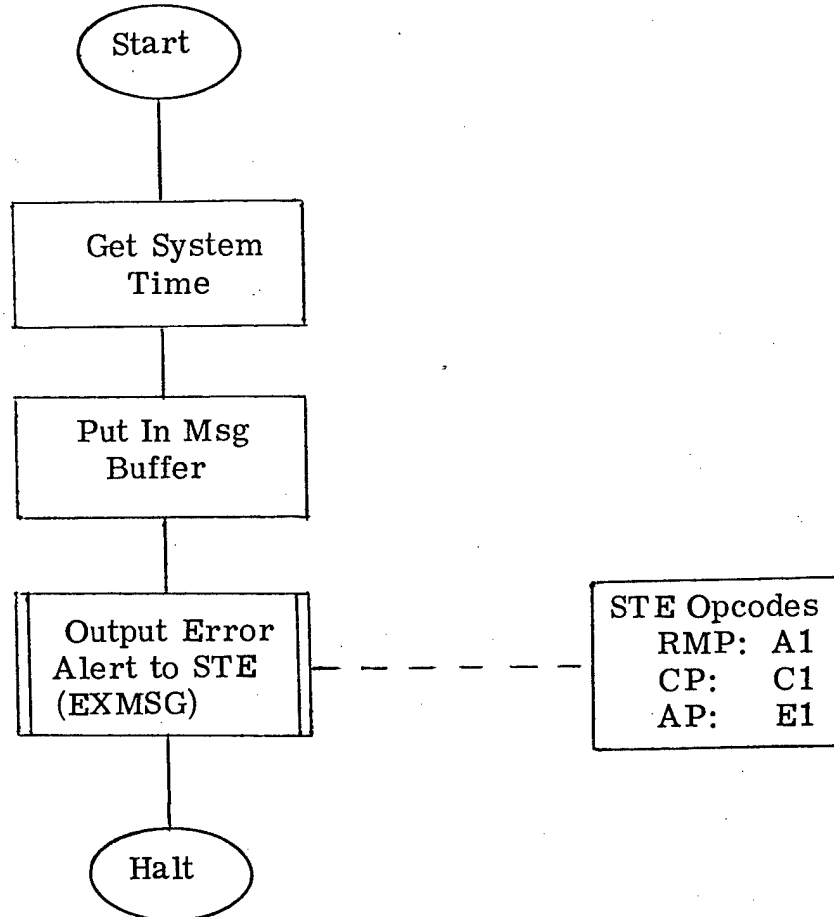 Start
Get System
Time
Put In Msg
Buffer
Output Error
Alert to STE
(EXMSG)
STE Opcodes
RMP: A1
CP: C1
AP: E1
Halt